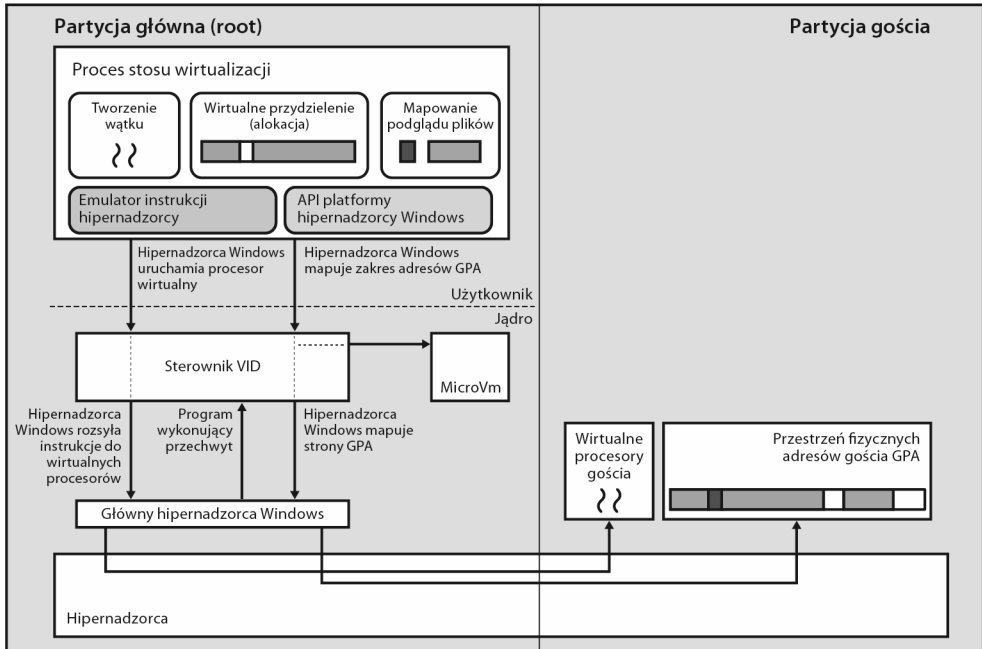 Partycja główna (root)
Partycja gościa
Proces stosu wirtualizacji
Tworzenie
wątku
Wirtualne przydzielenie
(alokacja)
Mapowanie
podglądu plików
Emulator instrukcji
hipernadzorcy
API platformy
hipernadzorcy Windows
Hipernadzorca Windows
uruchamia procesor
wirtualny
Hipernadzorca Windows
mapuje zakres adresów GPA
Użytkownik
Jądro
Sterownik VID
MicroVm
Hipernadzorca
Windows rozsyła
instrukcje do
wirtualnych
procesorów
Program
wykonujący
przechwyt
Hipernadzorca
Windows mapuje
strony GPA
Wirtualne
procesory
gościa
Przestrzeń fizycznych
adresów gościa GPA
Główny hipernadzorca Windows
Hipernadzorca